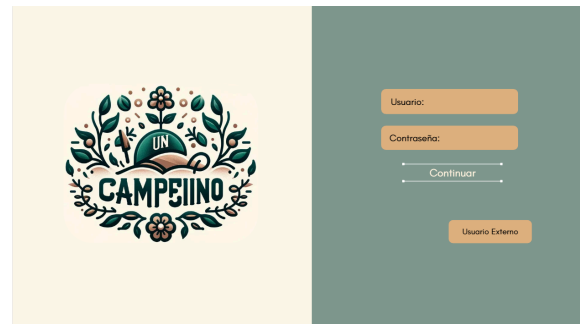 UN
CAMPEIINO
Usuario:
Contraseña:
Continuar
Usuario Externo